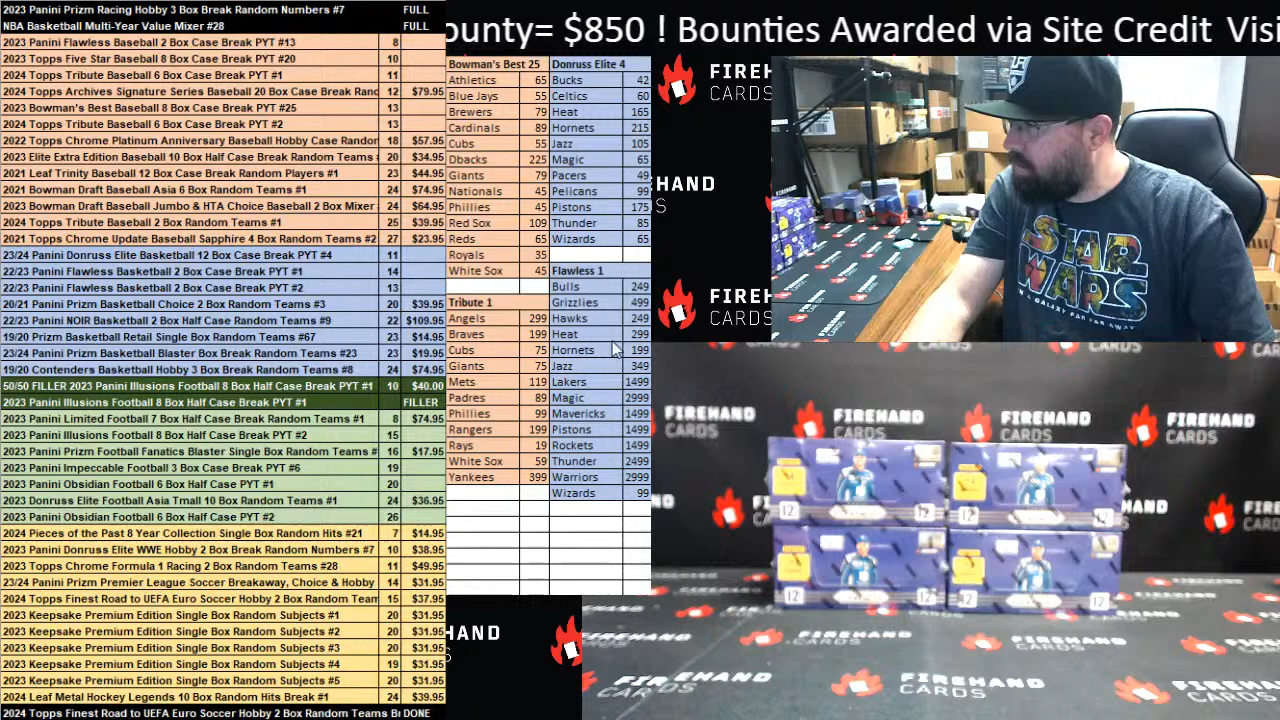 2023 Panini Prizm Racing Hobby 3 Box Break Random Numbers #7 FULL
NBA Basketball Multi-Year Value Mixer #28 FULL
2023 Panini Flawless Baseball 2 Box Case Break PYT #13 8
2023 Topps Five Star Baseball 8 Box Case Break PYT #20 10
2024 Topps Tribute Baseball 6 Box Case Break PYT #1 11
2024 Topps Archives Signature Series Baseball 20 Box Case Break Ranc 12 $79.95
2023 Bowman's Best Baseball 8 Box Case Break PYT #25 13
2024 Topps Tribute Baseball 6 Box Case Break PYT #2 13
2022 Topps Chrome Platinum Anniversary Baseball Hobby Case Randor 18 $57.95
2023 Elite Extra Edition Baseball 10 Box Half Case Break Random Teams 20 $34.95
2021 Leaf Trinity Baseball 12 Box Case Break Random Players #1 23 $44.95
2021 Bowman Draft Baseball Asia 6 Box Random Teams #1 24 $74.95
2023 Bowman Draft Baseball Jumbo & HTA Choice Baseball 2 Box Mixer 24 $64.95
2024 Topps Tribute Baseball 2 Box Random Teams #1 25 $39.95
2021 Topps Chrome Update Baseball Sapphire 4 Box Random Teams #2 27 $23.95
23/24 Panini Donruss Elite Basketball 12 Box Case Break PYT #4 11
22/23 Panini Flawless Basketball 2 Box Case Break PYT #1 14
22/23 Panini Flawless Basketball 2 Box Case Break PYT #2 13
20/21 Panini Prizm Basketball Choice 2 Box Random Teams #3 20 $39.95
22/23 Panini NOIR Basketball 2 Box Half Case Random Teams #9 22 $109.95
19/20 Prizm Basketball Retail Single Box Random Teams #67 23 $14.95
23/24 Panini Prizm Basketball Blaster Box Break Random Teams #23 23 $19.95
19/20 Contenders Basketball Hobby 3 Box Break Random Teams #8 24 $74.95
50/50 FILLER 2023 Panini Illusions Football 8 Box Half Case Break PYT #1 10 $40.00
2023 Panini Illusions Football 8 Box Half Case Break PYT #1 FILLER
2023 Panini Limited Football 7 Box Half Case Break Random Teams #1 8 $74.95
2023 Panini Illusions Football 8 Box Half Case Break PYT #2 15
2023 Panini Prizm Football Fanatics Blaster Single Box Random Teams # 16 $17.95
2023 Panini Impeccable Football 3 Box Case Break PYT #6 19
2023 Panini Obsidian Football 6 Box Half Case PYT #1 20
2023 Donruss Elite Football Asia Tmall 10 Box Random Teams #1 24 $36.95
2023 Panini Obsidian Football 6 Box Half Case PYT #2 26
2024 Pieces of the Past 8 Year Collection Single Box Random Hits #21 7 $14.95
2023 Panini Donruss Elite WWE Hobby 2 Box Break Random Numbers #7 10 $38.95
2023 Topps Chrome Formula 1 Racing 2 Box Random Teams #28 11 $49.95
23/24 Panini Prizm Premier League Soccer Breakaway, Choice & Hobby 14 $31.95
2024 Topps Finest Road to UEFA Euro Soccer Hobby 2 Box Random Team 15 $37.95
2023 Keepsake Premium Edition Single Box Random Subjects #1 20 $31.95
2023 Keepsake Premium Edition Single Box Random Subjects #2 20 $31.95
2023 Keepsake Premium Edition Single Box Random Subjects #3 20 $31.95
2023 Keepsake Premium Edition Single Box Random Subjects #4 19 $31.95
2023 Keepsake Premium Edition Single Box Random Subjects #5 20 $31.95
2024 Leaf Metal Hockey Legends 10 Box Random Hits Break #1 24 $39.95
2024 Topps Finest Road to UEFA Euro Soccer Hobby 2 Box Random Teams B DONE
ounty= $850 ! Bounties Awarded via Site Credit Visi
Bowman's Best 25
Athletics 65
Blue Jays 55
Brewers 79
Cardinals 89
Cubs 55
Dbacks 225
Giants 79
Nationals 45
Phillies 45
Red Sox 109
Reds 65
Royals 35
White Sox 45
Tribute 1
Angels 299
Braves 199
Cubs 75
Giants 75
Mets 119
Padres 89
Phillies 99
Rangers 199
Rays 19
White Sox 59
Yankees 399
Donruss Elite 4
Bucks 42
Celtics 60
Heat 165
Hornets 215
Jazz 105
Magic 65
Pacers 49
Pelicans 99
Pistons 175
Thunder 85
Wizards 65
Flawless 1
Bulls 249
Grizzlies 499
Hawks 249
Heat 299
Hornets 199
Jazz 349
Lakers 1499
Magic 2999
Mavericks 1499
Pistons 1499
Rockets 1499
Thunder 2499
Warriors 2999
Wizards 99
FIREH
CARDS
EHAND
FIREH
CARDS
HAND
STAR
WARS
IN A GALAXY FAR FAR AWAY
FIREHAND
CARDS
FIREHAND
CARDS
FIREHAND
CARDS
12
12
12
12
12
12
FIREHAND
CARDS
FIREHAND
CARDS
FIREHAND
CARDS